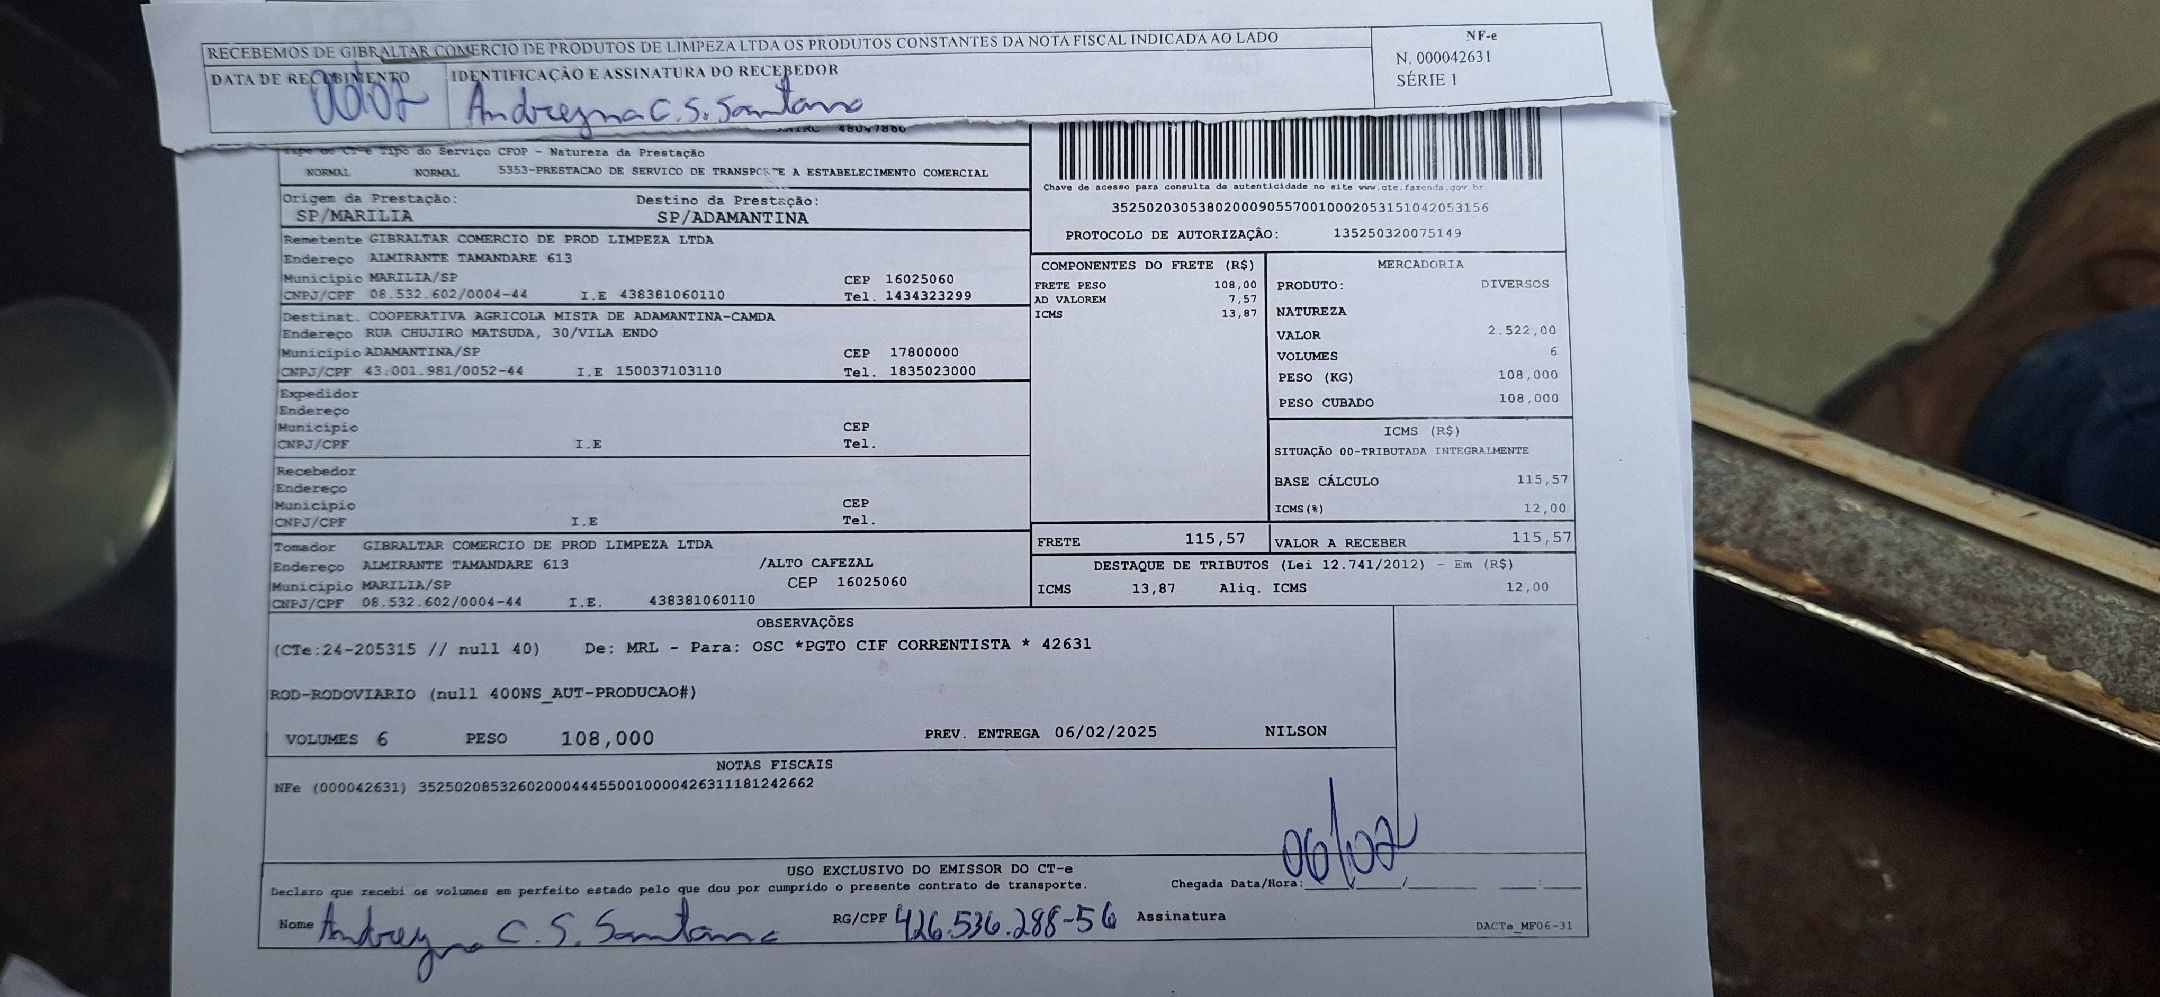 RECEBEMOS DE GIBRALTAR COMERCIO DE PRODUTOS DE LIMPEZA LTDA OS PRODUTOS CONSTANTES DA NOTA FISCAL INDICADA AO LADO
NF-e
N. 000042631
SÉRIE 1
DATA DE RECEBIMENTO
IDENTIFICAÇÃO E ASSINATURA DO RECEBEDOR
06/02
Andreyna C. S. Santana
48047860
Tipo do CT-e Tipo do Serviço CFOP - Natureza da Prestação
NORMAL NORMAL 5353-PRESTACAO DE SERVICO DE TRANSPORTE A ESTABELECIMENTO COMERCIAL
Chave de acesso para consulta de autenticidade no site www.cte.fazenda.gov.br
35250203053802000905570010002053151042053156
PROTOCOLO DE AUTORIZAÇÃO: 135250320075149
Origem da Prestação: Destino da Prestação:
SP/MARILIA SP/ADAMANTINA
Remetente GIBRALTAR COMERCIO DE PROD LIMPEZA LTDA
Endereço ALMIRANTE TAMANDARE 613
Município MARILIA/SP CEP 16025060
CNPJ/CPF 08.532.602/0004-44 I.E 438381060110 Tel. 1434323299
Destinat. COOPERATIVA AGRICOLA MISTA DE ADAMANTINA-CAMDA
Endereço RUA CHUJIRO MATSUDA, 30/VILA ENDO
Município ADAMANTINA/SP CEP 17800000
CNPJ/CPF 43.001.981/0052-44 I.E 150037103110 Tel. 1835023000
Expedidor
Endereço
Município CEP
CNPJ/CPF I.E Tel.
Recebedor
Endereço
Município CEP
CNPJ/CPF I.E Tel.
Tomador GIBRALTAR COMERCIO DE PROD LIMPEZA LTDA
Endereço ALMIRANTE TAMANDARE 613 /ALTO CAFEZAL
Município MARILIA/SP CEP 16025060
CNPJ/CPF 08.532.602/0004-44 I.E. 438381060110
COMPONENTES DO FRETE (R$)
FRETE PESO 108,00
AD VALOREM 7,57
ICMS 13,87
MERCADORIA
PRODUTO: DIVERSOS
NATUREZA
VALOR 2.522,00
VOLUMES 6
PESO (KG) 108,000
PESO CUBADO 108,000
ICMS (R$)
SITUAÇÃO 00-TRIBUTADA INTEGRALMENTE
BASE CÁLCULO 115,57
ICMS(%) 12,00
FRETE 115,57 VALOR A RECEBER 115,57
DESTAQUE DE TRIBUTOS (Lei 12.741/2012) - Em (R$)
ICMS 13,87 Aliq. ICMS 12,00
OBSERVAÇÕES
(CTe:24-205315 // null 40) De: MRL - Para: OSC *PGTO CIF CORRENTISTA * 42631
ROD-RODOVIARIO (null 400NS_AUT-PRODUCAO#)
VOLUMES 6 PESO 108,000 PREV. ENTREGA 06/02/2025 NILSON
NOTAS FISCAIS
NFe (000042631) 35250208532602000444550010000426311181242662
USO EXCLUSIVO DO EMISSOR DO CT-e
Declaro que recebi os volumes em perfeito estado pelo que dou por cumprido o presente contrato de transporte. Chegada Data/Hora: 06/02
Nome Andreyna C. S. Santana RG/CPF 426.536.288-56 Assinatura
DACTe_MF06-31